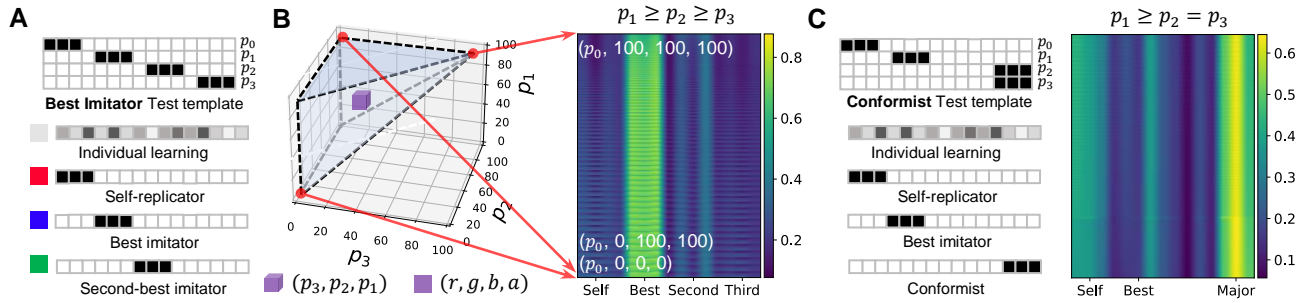 A
p0
p1
p2
p3
Best Imitator Test template
Individual learning
Self-replicator
Best imitator
Second-best imitator
B
100
80
60
40
20
0
p1
100
80
60
40
20
0
p2
0
20
40
60
80
100
p3
(p3, p2, p1)
(r, g, b, a)
p1 ≥ p2 ≥ p3
(p0, 100, 100, 100)
(p0, 0, 100, 100)
(p0, 0, 0, 0)
Self Best Second Third
0.8
0.6
0.4
0.2
C
p0
p1
p2
p3
Conformist Test template
Individual learning
Self-replicator
Best imitator
Conformist
p1 ≥ p2 = p3
Self Best Major
0.6
0.5
0.4
0.3
0.2
0.1